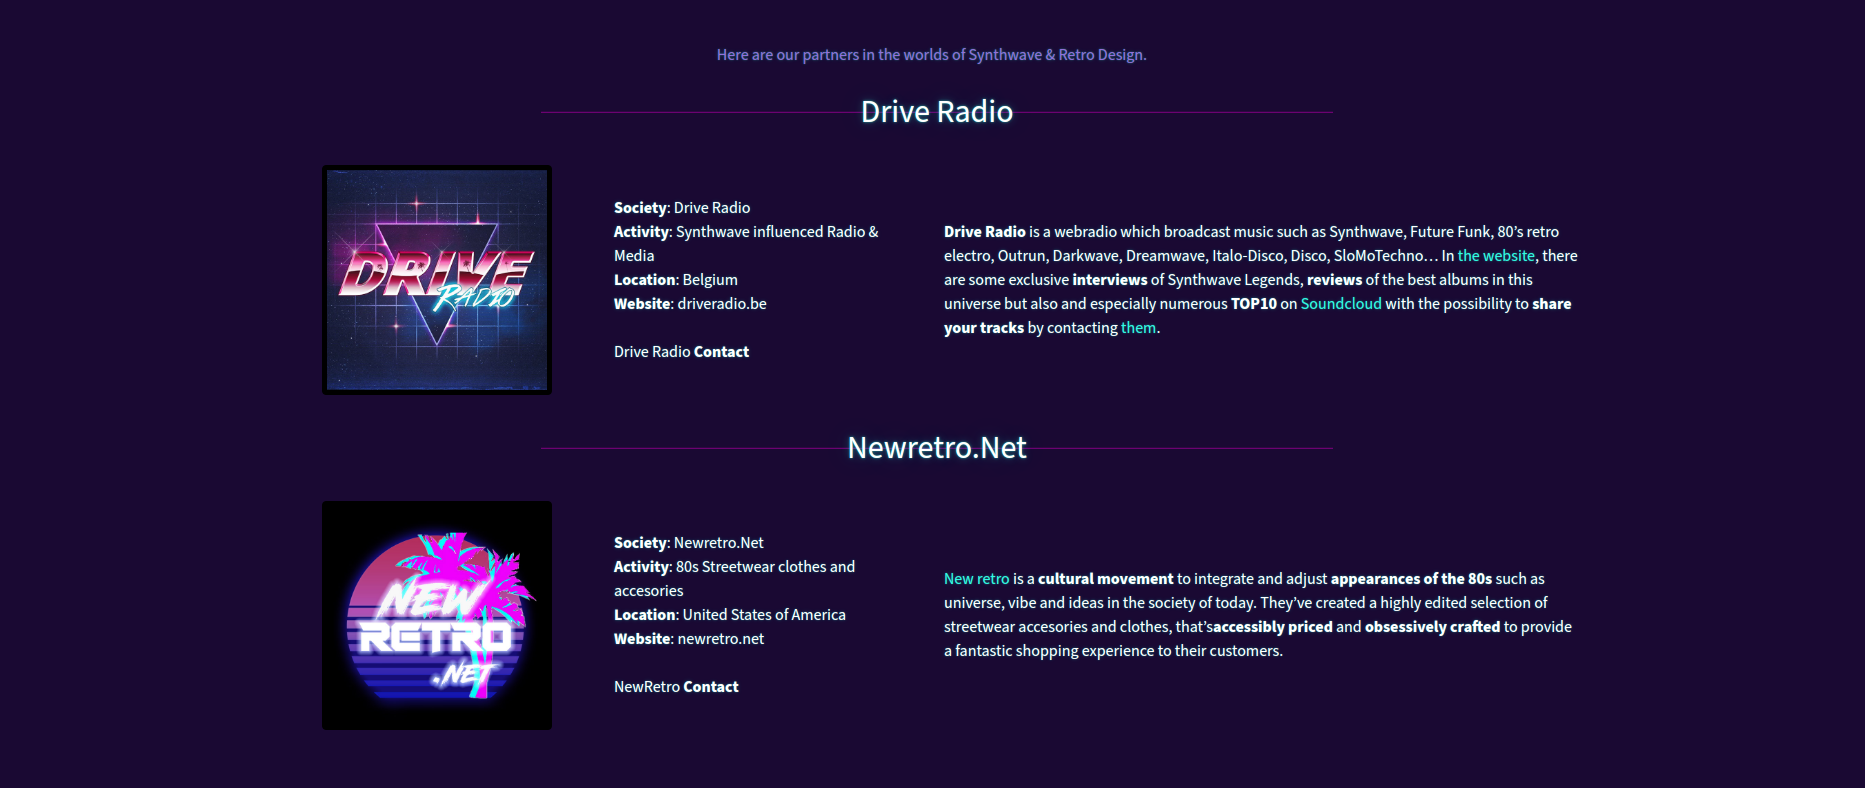 Here are our partners in the worlds of Synthwave & Retro Design.
Drive Radio
DRIVE
RADIO
Society: Drive Radio
Activity: Synthwave influenced Radio &
Media
Location: Belgium
Website: driveradio.be
Drive Radio Contact
Drive Radio is a webradio which broadcast music such as Synthwave, Future Funk, 80’s retro
electro, Outrun, Darkwave, Dreamwave, Italo-Disco, Disco, SloMoTechno… In the website, there
are some exclusive interviews of Synthwave Legends, reviews of the best albums in this
universe but also and especially numerous TOP10 on Soundcloud with the possibility to share
your tracks by contacting them.
Newretro.Net
NEW
RETRO
.NET
Society: Newretro.Net
Activity: 80s Streetwear clothes and
accesories
Location: United States of America
Website: newretro.net
NewRetro Contact
New retro is a cultural movement to integrate and adjust appearances of the 80s such as
universe, vibe and ideas in the society of today. They’ve created a highly edited selection of
streetwear accesories and clothes, that’saccessibly priced and obsessively crafted to provide
a fantastic shopping experience to their customers.